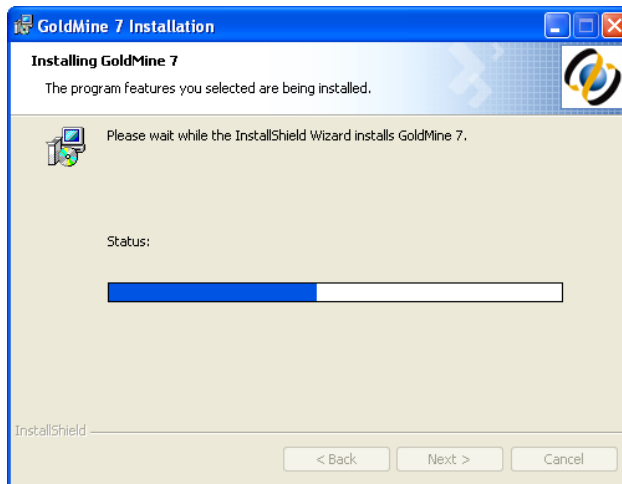 GoldMine 7 Installation
Installing GoldMine 7
The program features you selected are being installed.
Please wait while the InstallShield Wizard installs GoldMine 7.
Status:
InstallShield
< Back Next > Cancel